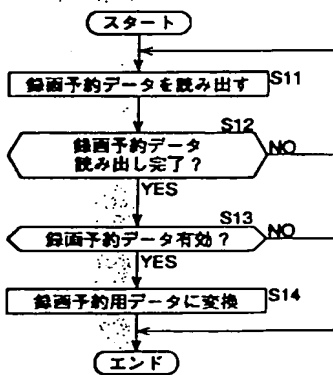 スタート
録画予約データを読み出す
S11
S12
録画予約データ
読み出し完了?
NO
YES
S13
録画予約データ有効?
NO
YES
録画予約用データに変換
S14
エンド